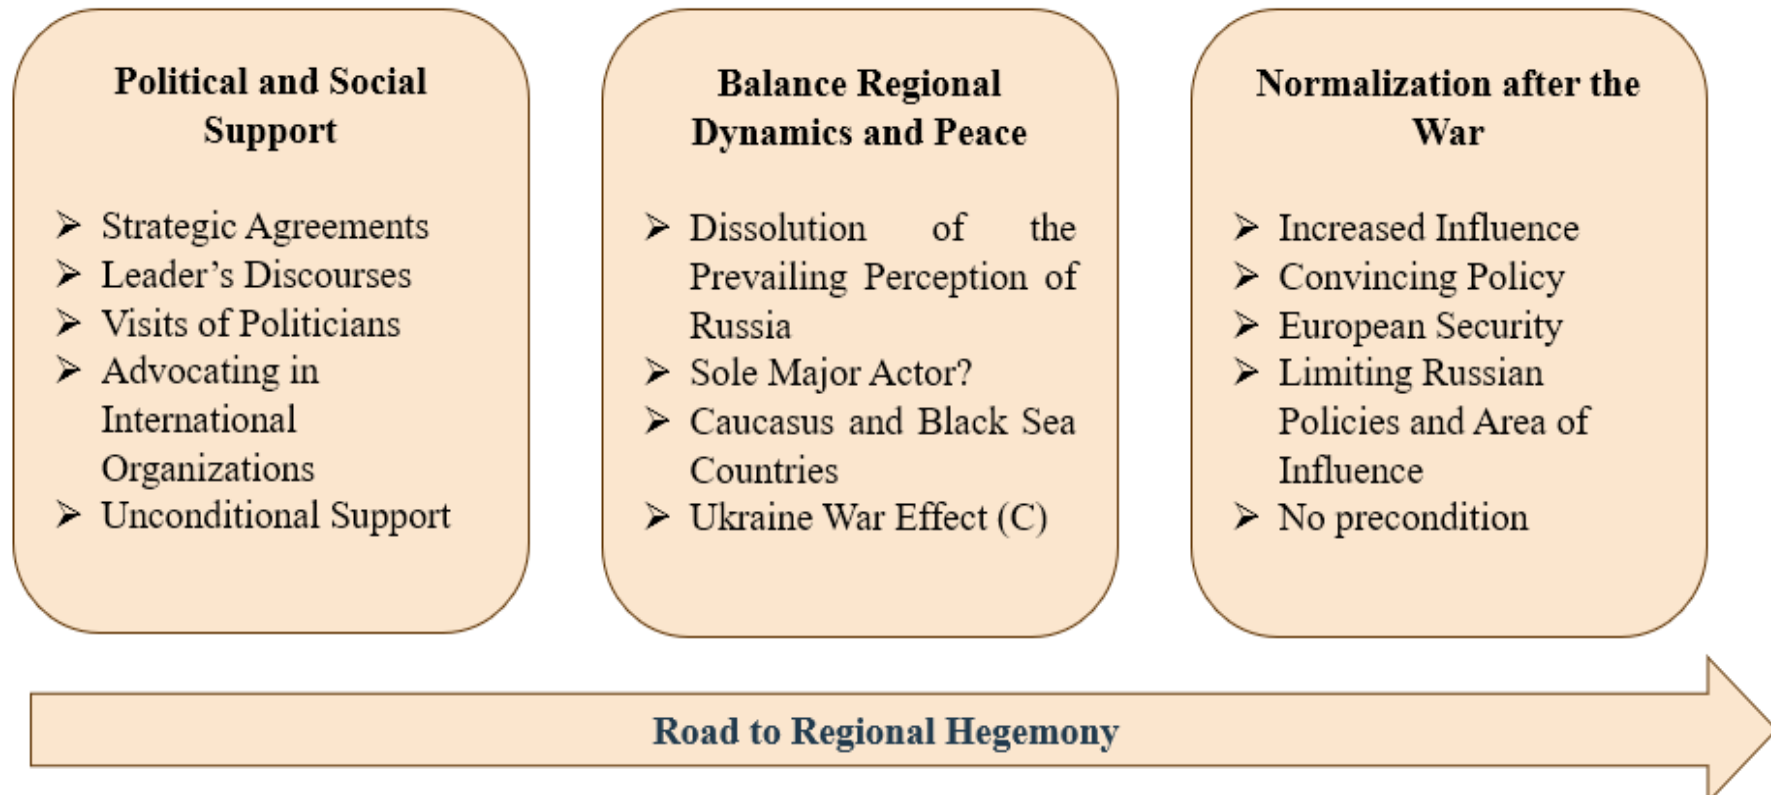 Political and Social
Support
➢ Strategic Agreements
➢ Leader’s Discourses
➢ Visits of Politicians
➢ Advocating in
International
Organizations
➢ Unconditional Support
Balance Regional
Dynamics and Peace
➢ Dissolution of the
Prevailing Perception of
Russia
➢ Sole Major Actor?
➢ Caucasus and Black Sea
Countries
➢ Ukraine War Effect (C)
Normalization after the
War
➢ Increased Influence
➢ Convincing Policy
➢ European Security
➢ Limiting Russian
Policies and Area of
Influence
➢ No precondition
Road to Regional Hegemony